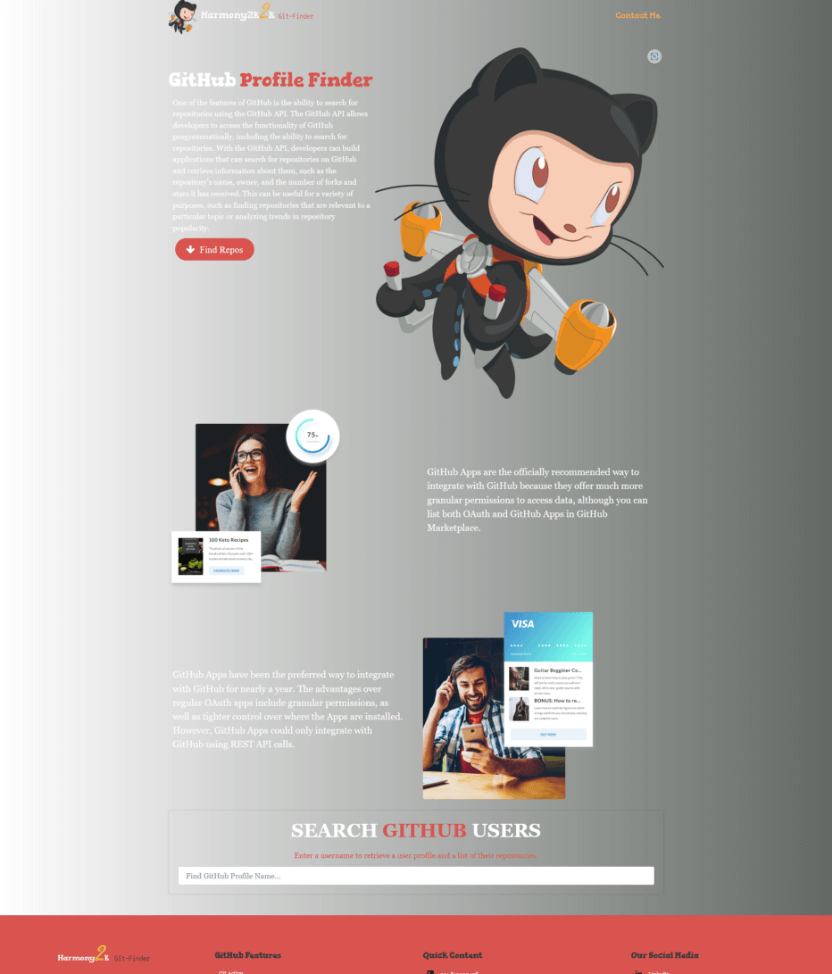 Harmony2k2k Git-Finder
Contact Me.
GitHub Profile Finder
One of the features of GitHub is the ability to search for
repositories using the GitHub API. The GitHub API allows
developers to access the functionality of GitHub
programmatically, including the ability to search for
repositories. With the GitHub API, developers can build
applications that can search for repositories on GitHub
and retrieve information about them, such as the
repository's name, owner, and the number of forks and
stars it has received. This can be useful for a variety of
purposes, such as finding repositories that are relevant to a
particular topic or analyzing trends in repository
popularity.
Find Repos
75%
GitHub Apps are the officially recommended way to
integrate with GitHub because they offer much more
granular permissions to access data, although you can
list both OAuth and GitHub Apps in GitHub
Marketplace.
100 Keto Recipes
VISA
Guitar Begginer Co...
BONUS: How to re...
BUY NOW
GitHub Apps have been the preferred way to integrate
with GitHub for nearly a year. The advantages over
regular OAuth apps include granular permissions, as
well as tighter control over where the Apps are installed.
However, GitHub Apps could only integrate with
GitHub using REST API calls.
SEARCH GITHUB USERS
Enter a username to retrieve a user profile and a list of their repositories.
Find GitHub Profile Name...
Harmony2k Git-Finder
GitHub Features
Quick Content
Our Social Media